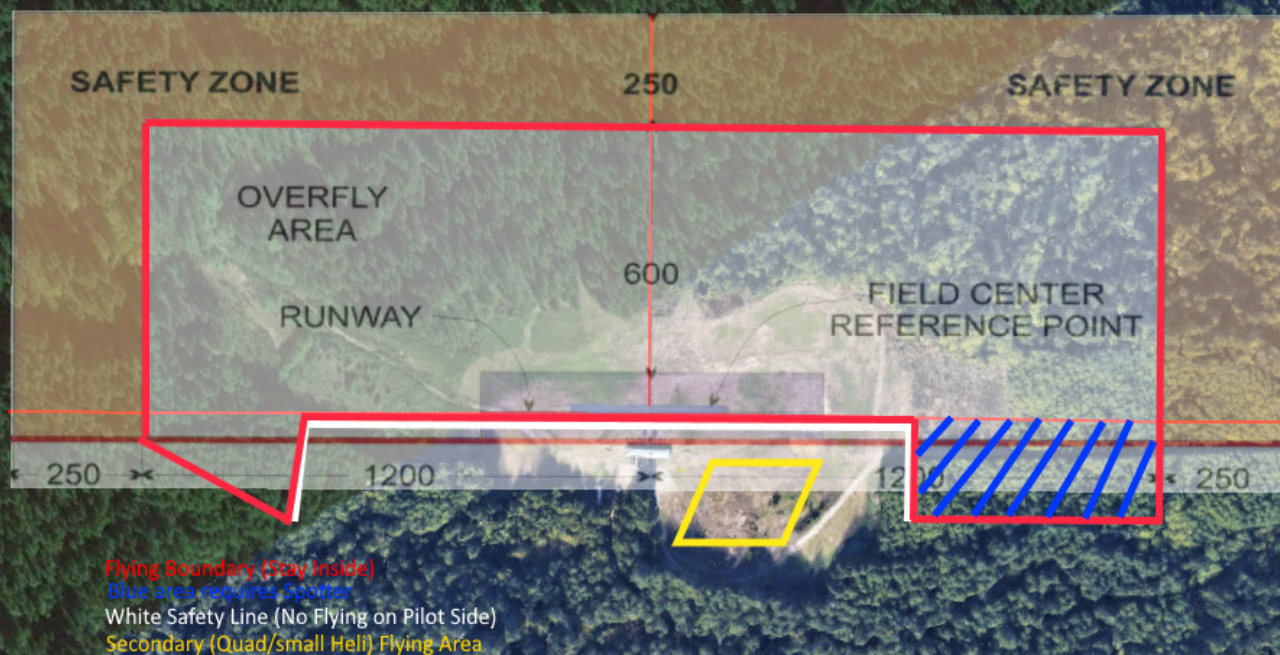 SAFETY ZONE
250
SAFETY ZONE
OVERFLY
AREA
600
RUNWAY
FIELD CENTER
REFERENCE POINT
250
1200
1200
250
Flying Boundary (Stay Inside)
Blue area requires Spotter
White Safety Line (No Flying on Pilot Side)
Secondary (Quad/small Heli) Flying Area